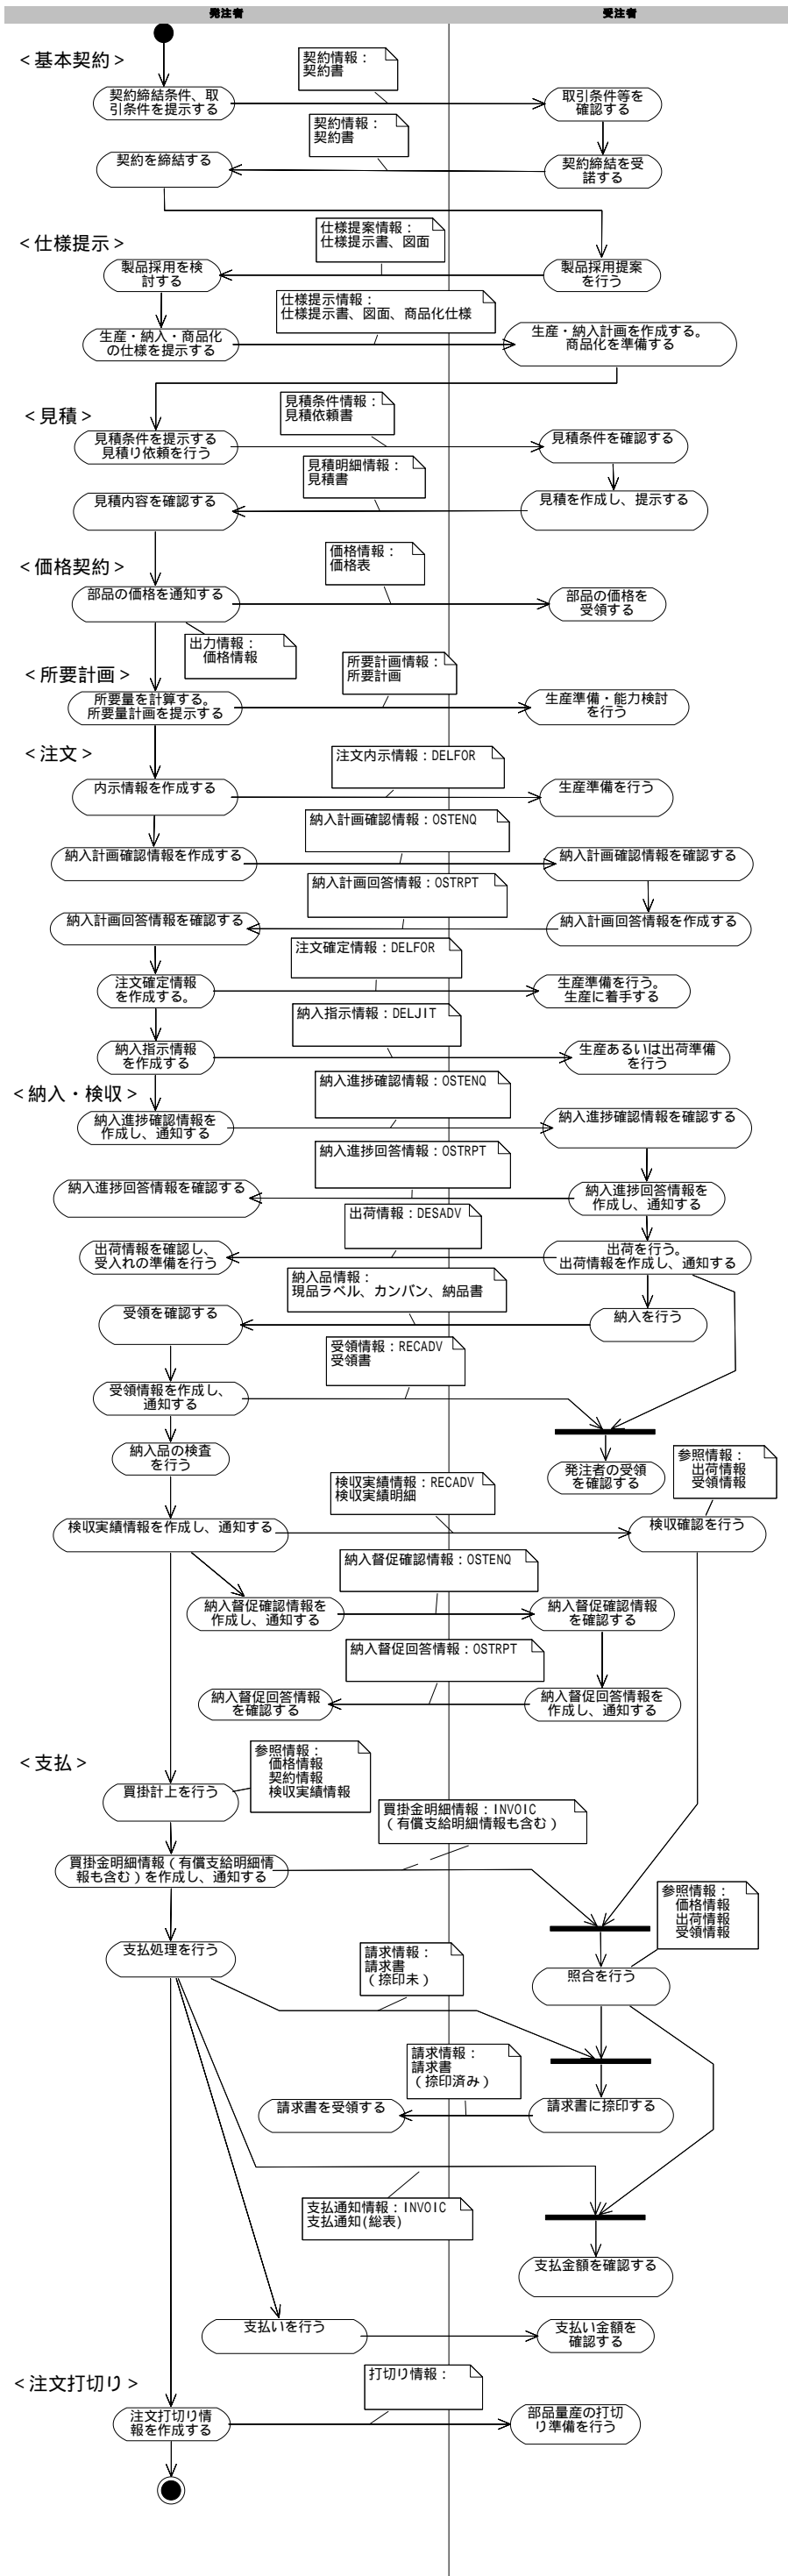 発注者
受注者
＜基本契約＞
契約情報：
契約書
契約締結条件、取
引条件を提示する
取引条件等を
確認する
契約情報：
契約書
契約を締結する
契約締結を受
諾する
＜仕様提示＞
仕様提案情報：
仕様提示書、図面
製品採用を検
討する
製品採用提案
を行う
仕様提示情報：
仕様提示書、図面、商品化仕様
生産・納入・商品化
の仕様を提示する
生産・納入計画を作成する。
商品化を準備する
＜見積＞
見積条件情報：
見積依頼書
見積条件を提示する
見積り依頼を行う
見積条件を確認する
見積明細情報：
見積書
見積内容を確認する
見積を作成し、提示する
＜価格契約＞
価格情報：
価格表
部品の価格を通知する
部品の価格を
受領する
出力情報：
価格情報
＜所要計画＞
所要計画情報：
所要計画
所要量を計算する。
所要量計画を提示する
生産準備・能力検討
を行う
＜注文＞
注文内示情報：DELFOR
内示情報を作成する
生産準備を行う
納入計画確認情報：OSTENQ
納入計画確認情報を作成する
納入計画確認情報を確認する
納入計画回答情報：OSTRPT
納入計画回答情報を確認する
納入計画回答情報を作成する
注文確定情報：DELFOR
注文確定情報
を作成する。
生産準備を行う。
生産に着手する
納入指示情報：DELJIT
納入指示情報
を作成する
生産あるいは出荷準備
を行う
＜納入・検収＞
納入進捗確認情報：OSTENQ
納入進捗確認情報を
作成し、通知する
納入進捗確認情報を確認する
納入進捗回答情報：OSTRPT
納入進捗回答情報を確認する
納入進捗回答情報を
作成し、通知する
出荷情報：DESADV
出荷情報を確認し、
受入れの準備を行う
出荷を行う。
出荷情報を作成し、通知する
納入品情報：
現品ラベル、カンバン、納品書
受領を確認する
納入を行う
受領情報：RECADV
受領書
受領情報を作成し、
通知する
納入品の検査
を行う
発注者の受領
を確認する
参照情報：
出荷情報
受領情報
検収実績情報：RECADV
検収実績明細
検収実績情報を作成し、通知する
検収確認を行う
納入督促確認情報：OSTENQ
納入督促確認情報を
作成し、通知する
納入督促確認情報
を確認する
納入督促回答情報：OSTRPT
納入督促回答情報
を確認する
納入督促回答情報を
作成し、通知する
＜支払＞
参照情報：
価格情報
契約情報
検収実績情報
買掛計上を行う
買掛金明細情報：INVOIC
（有償支給明細情報も含む）
買掛金明細情報（有償支給明細情
報も含む）を作成し、通知する
参照情報：
価格情報
出荷情報
受領情報
支払処理を行う
請求情報：
請求書
（捺印未）
照合を行う
請求情報：
請求書
（捺印済み）
請求書を受領する
請求書に捺印する
支払通知情報：INVOIC
支払通知(総表)
支払金額を確認する
支払いを行う
支払い金額を
確認する
＜注文打切り＞
打切り情報：
注文打切り情
報を作成する
部品量産の打切
り準備を行う